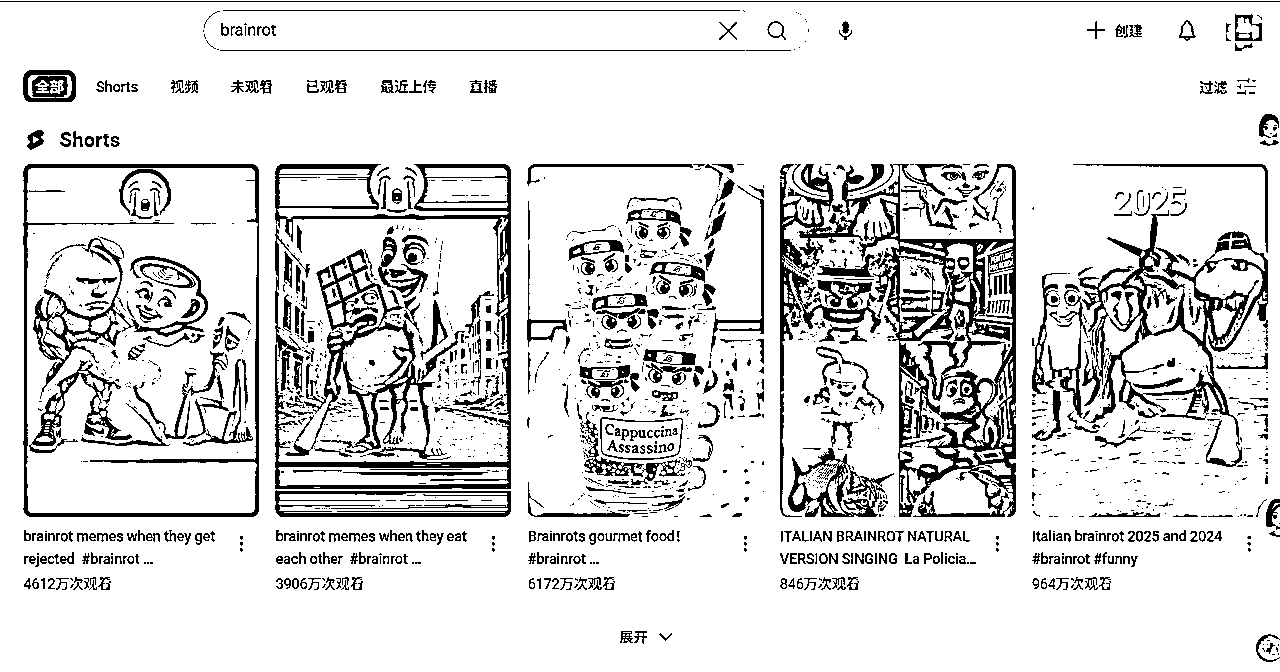 brainrot
创建
全部
Shorts
视频
未观看
已观看
最近上传
直播
过滤
Shorts
2025
Cappuccina
Assassino
brainrot memes when they get
rejected #brainrot ...
4612万次观看
brainrot memes when they eat
each other #brainrot ...
3906万次观看
Brainrots gourmet food!
#brainrot ...
6172万次观看
ITALIAN BRAINROT NATURAL
VERSION SINGING La Policia...
846万次观看
Italian brainrot 2025 and 2024
#brainrot #funny
964万次观看
展开